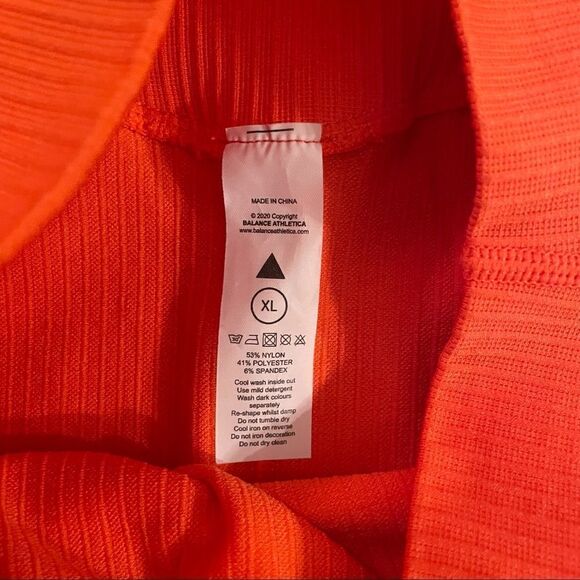 MADE IN CHINA
© 2020 Copyright
BALANCE ATHLETICA
www.balanceathletica.com
XL
30
53% NYLON
41% POLYESTER
6% SPANDEX
Cool wash inside out
Use mild detergent
Wash dark colours
separately
Re-shape whilst damp
Do not tumble dry
Cool iron on reverse
Do not iron decoration
Do not dry clean